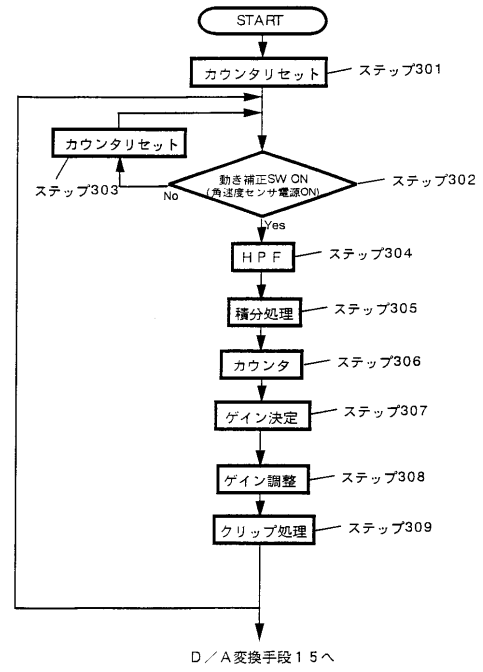 START
カウンタリセット
ステップ301
カウンタリセット
ステップ303
動き補正SW ON
(角速度センサ電源ON)
ステップ302
No
Yes
HPF
ステップ304
積分処理
ステップ305
カウンタ
ステップ306
ゲイン決定
ステップ307
ゲイン調整
ステップ308
クリップ処理
ステップ309
D/A変換手段15へ